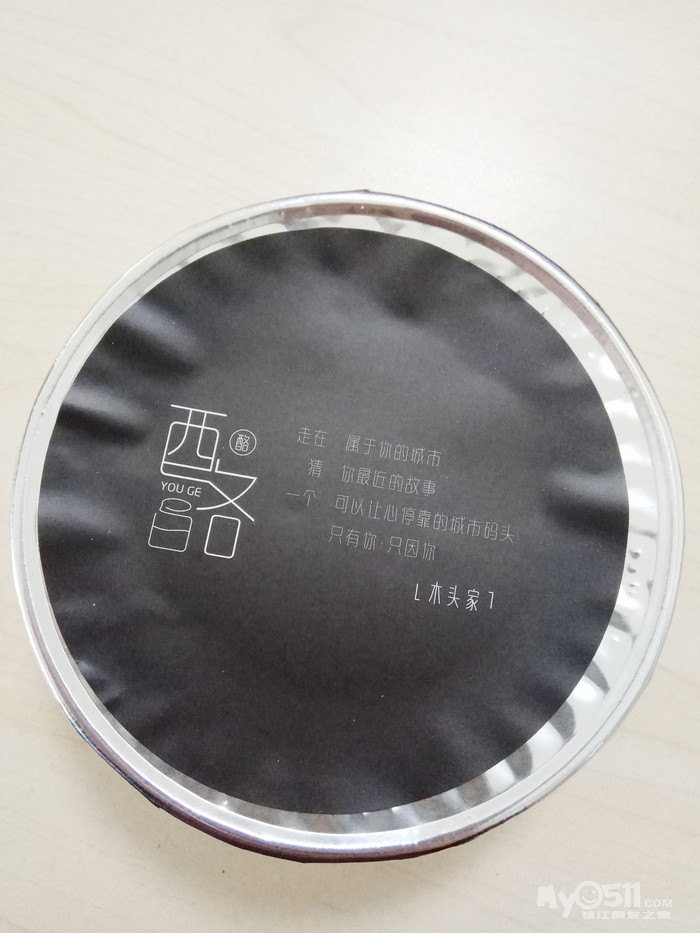 酪
YOU GE
走在 属于你的城市
猜 你最近的故事
一个 可以让心停靠的城市码头
只有你·只因你
L木头家7
My0511.COM
镇江网友之家